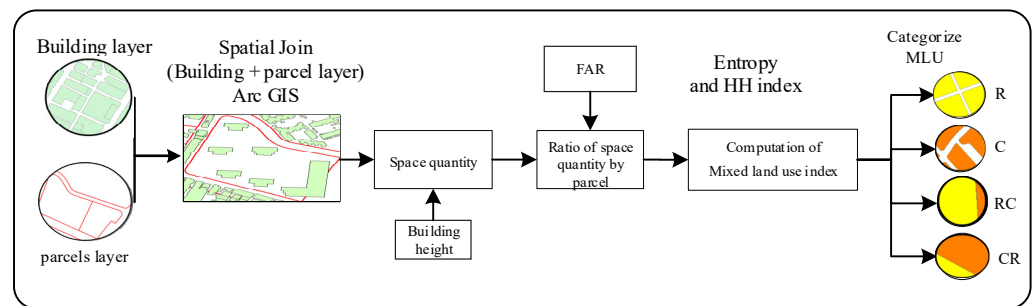 Building layer
parcels layer
Spatial Join
(Building + parcel layer)
Arc GIS
Space quantity
Building
height
FAR
Ratio of space
quantity by
parcel
Entropy
and HH index
Computation of
Mixed land use index
Categorize
MLU
R
C
RC
CR